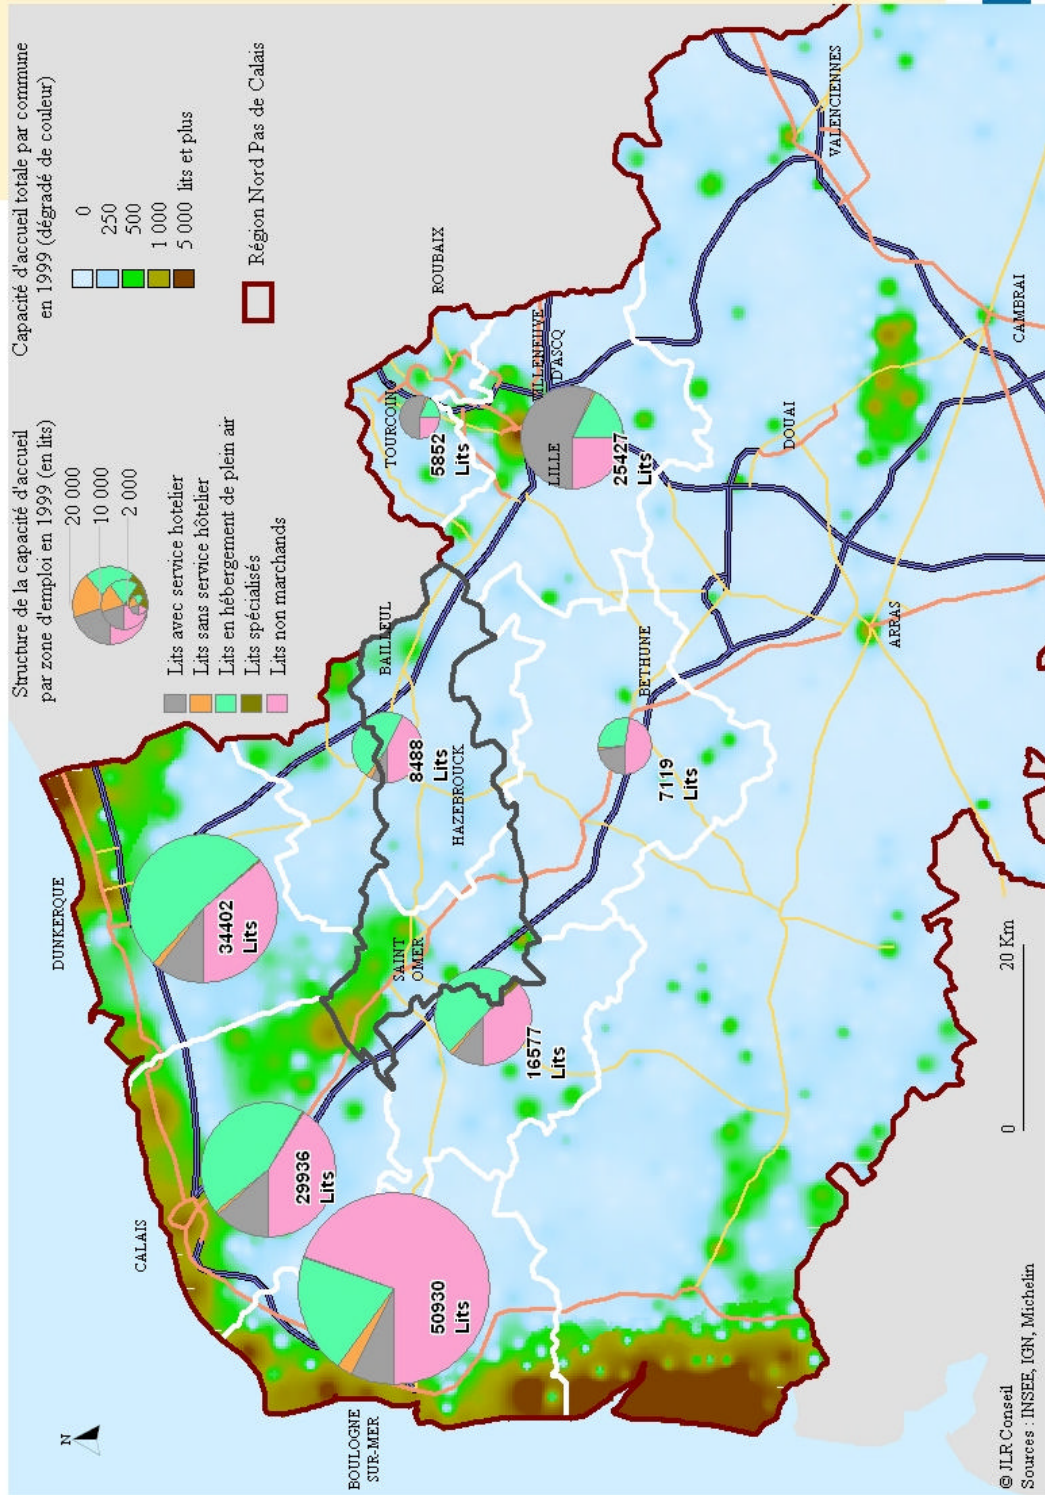 Structure de la capacité d'accueil
par zone d'emploi en 1999 (en lits)
20 000
10 000
2 000
Lits avec service hotelier
Lits sans service hôtelier
Lits en hébergement de plein air
Lits spécialisés
Lits non marchands
Capacité d'accueil totale par commune
en 1999 (dégradé de couleur)
0
250
500
1 000
5 000 lits et plus
Région Nord Pas de Calais
N
DUNKERQUE
34402
Lits
CALAIS
29936
Lits
BOULOGNE
SUR-MER
50930
Lits
SAINT
OMER
16577
Lits
BAILLEUL
8488
Lits
HAZEBROUCK
TOURCOIN
5852
Lits
ROUBAIX
LILLE
25427
Lits
ILLENEUVE
D'ASCQ
BETHUNE
7119
Lits
DOUAI
VALENCIENNES
ARRAS
CAMBRAI
0
20 Km
© JLR Conseil
Sources : INSEE, IGN, Michelin